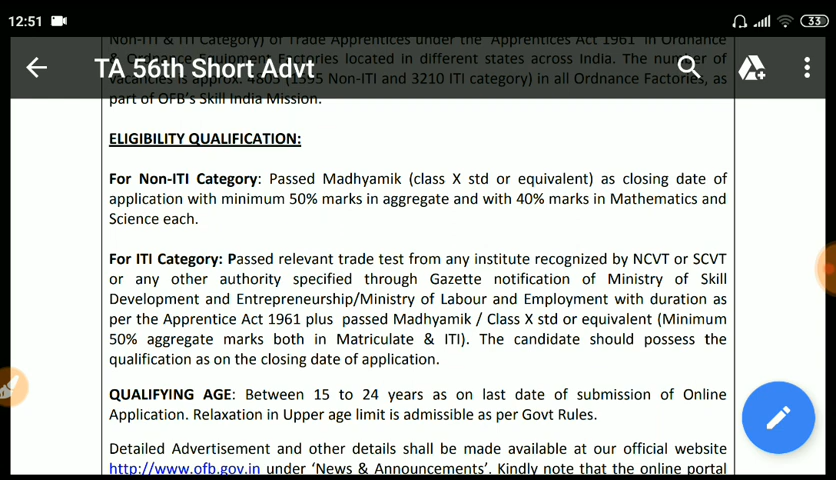 12:51
33
Non-ITI & ITI Category) of Trade Apprentices under the Apprentices Act 1961 in Ordnance
& Ordnance Equipment Factories located in different states across India. The number of
TA 56th Short Advt
vacancies is approx 4805 (1595 Non-ITI and 3210 ITI category) in all Ordnance Factories, as
part of OFB's Skill India Mission.
ELIGIBILITY QUALIFICATION:
For Non-ITI Category: Passed Madhyamik (class X std or equivalent) as closing date of
application with minimum 50% marks in aggregate and with 40% marks in Mathematics and
Science each.
For ITI Category: Passed relevant trade test from any institute recognized by NCVT or SCVT
or any other authority specified through Gazette notification of Ministry of Skill
Development and Entrepreneurship/Ministry of Labour and Employment with duration as
per the Apprentice Act 1961 plus passed Madhyamik / Class X std or equivalent (Minimum
50% aggregate marks both in Matriculate & ITI). The candidate should possess the
qualification as on the closing date of application.
QUALIFYING AGE: Between 15 to 24 years as on last date of submission of Online
Application. Relaxation in Upper age limit is admissible as per Govt Rules.
Detailed Advertisement and other details shall be made available at our official website
http://www.ofb.gov.in under 'News & Announcements'. Kindly note that the online portal